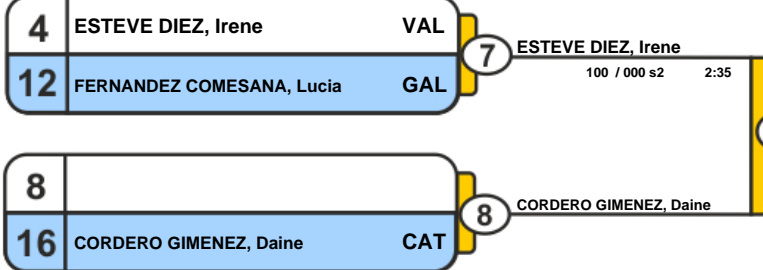 4 ESTEVE DIEZ, Irene VAL
12 FERNANDEZ COMESANA, Lucia GAL
7
ESTEVE DIEZ, Irene
100 / 000 s2 2:35
8
16 CORDERO GIMENEZ, Daine CAT
8
CORDERO GIMENEZ, Daine